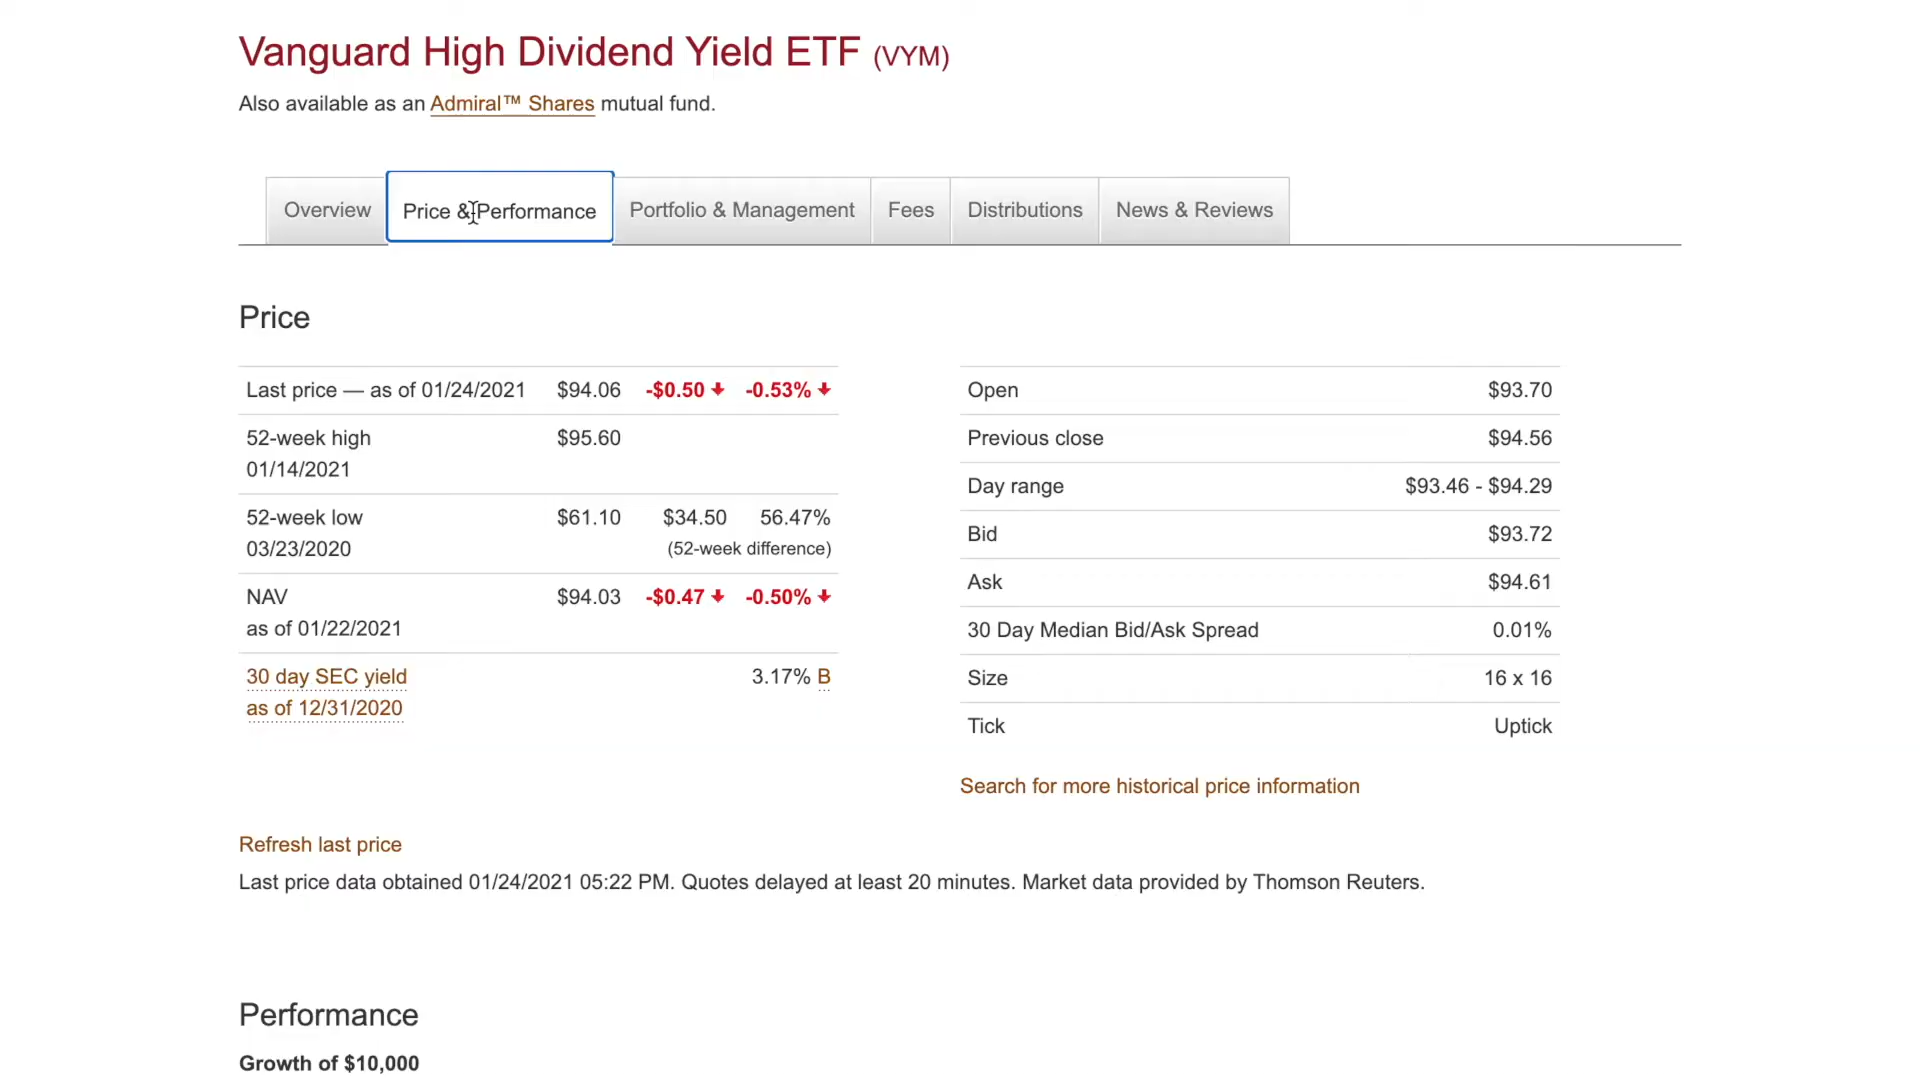 Vanguard High Dividend Yield ETF (VYM)
Also available as an Admiral™ Shares mutual fund.
Overview Price & Performance Portfolio & Management Fees Distributions News & Reviews
Price
Last price — as of 01/24/2021 $94.06 -$0.50 -0.53%
52-week high $95.60
01/14/2021
52-week low $61.10 $34.50 56.47%
03/23/2020 (52-week difference)
NAV $94.03 -$0.47 -0.50%
as of 01/22/2021
30 day SEC yield 3.17% B
as of 12/31/2020
Open $93.70
Previous close $94.56
Day range $93.46 - $94.29
Bid $93.72
Ask $94.61
30 Day Median Bid/Ask Spread 0.01%
Size 16 x 16
Tick Uptick
Search for more historical price information
Refresh last price
Last price data obtained 01/24/2021 05:22 PM. Quotes delayed at least 20 minutes. Market data provided by Thomson Reuters.
Performance
Growth of $10,000